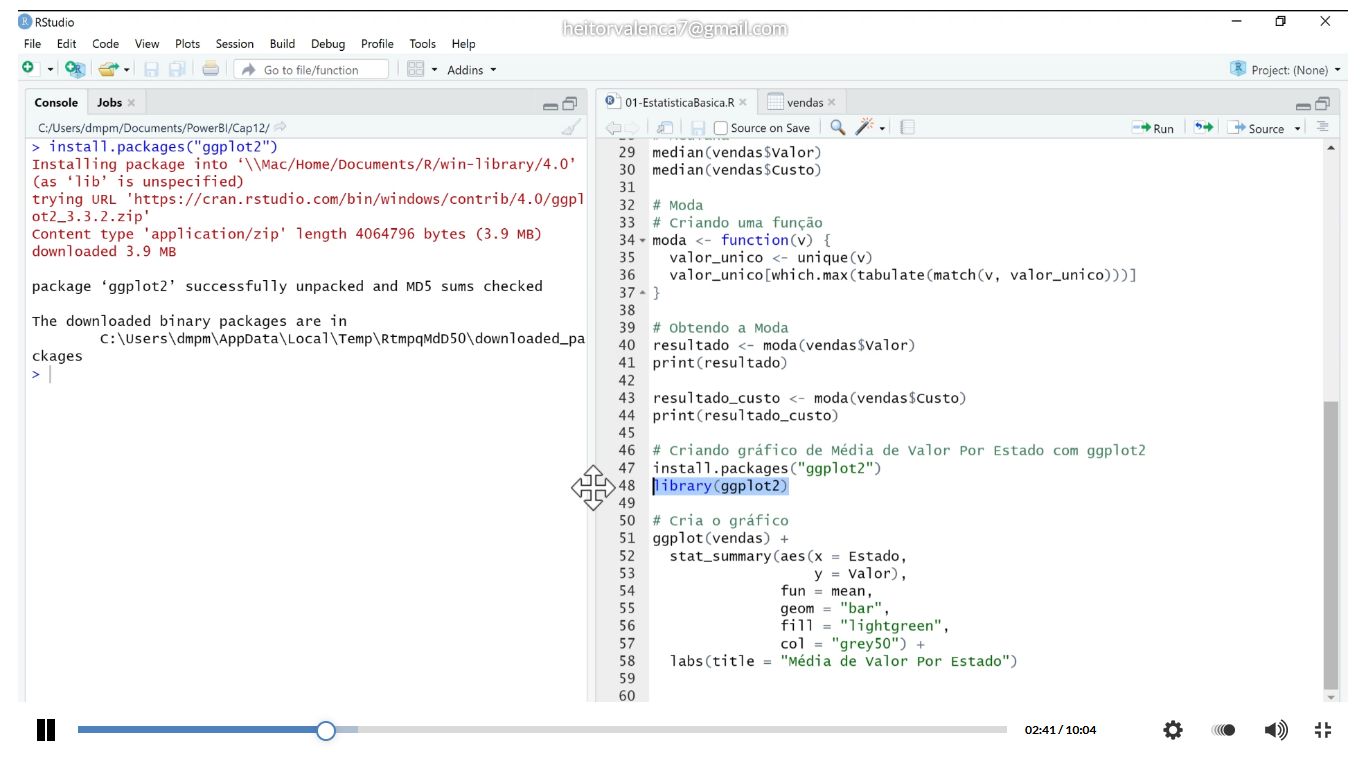 RStudio
heitorvalenca7@gmail.com
File Edit Code View Plots Session Build Debug Profile Tools Help
Go to file/function
Addins
Project: (None)
Console Jobs
C:/Users/dmpm/Documents/PowerBI/Cap12/
> install.packages("ggplot2")
Installing package into ‘\\Mac/Home/Documents/R/win-library/4.0’
(as ‘lib’ is unspecified)
trying URL 'https://cran.rstudio.com/bin/windows/contrib/4.0/ggpl
ot2_3.3.2.zip'
Content type 'application/zip' length 4064796 bytes (3.9 MB)
downloaded 3.9 MB
package ‘ggplot2’ successfully unpacked and MD5 sums checked
The downloaded binary packages are in
C:\Users\dmpm\AppData\Local\Temp\RtmpqMdD50\downloaded_pa
ckages
>
01-EstatisticaBasica.R vendas
Source on Save Run Source
29 median(vendas$Valor)
30 median(vendas$Custo)
31
32 # Moda
33 # Criando uma função
34 moda <- function(v) {
35 valor_unico <- unique(v)
36 valor_unico[which.max(tabulate(match(v, valor_unico)))]
37 }
38
39 # Obtendo a Moda
40 resultado <- moda(vendas$Valor)
41 print(resultado)
42
43 resultado_custo <- moda(vendas$Custo)
44 print(resultado_custo)
45
46 # Criando gráfico de Média de Valor Por Estado com ggplot2
47 install.packages("ggplot2")
48 library(ggplot2)
49
50 # Cria o gráfico
51 ggplot(vendas) +
52 stat_summary(aes(x = Estado,
53 y = Valor),
54 fun = mean,
55 geom = "bar",
56 fill = "lightgreen",
57 col = "grey50") +
58 labs(title = "Média de Valor Por Estado")
59
60
02:41 / 10:04